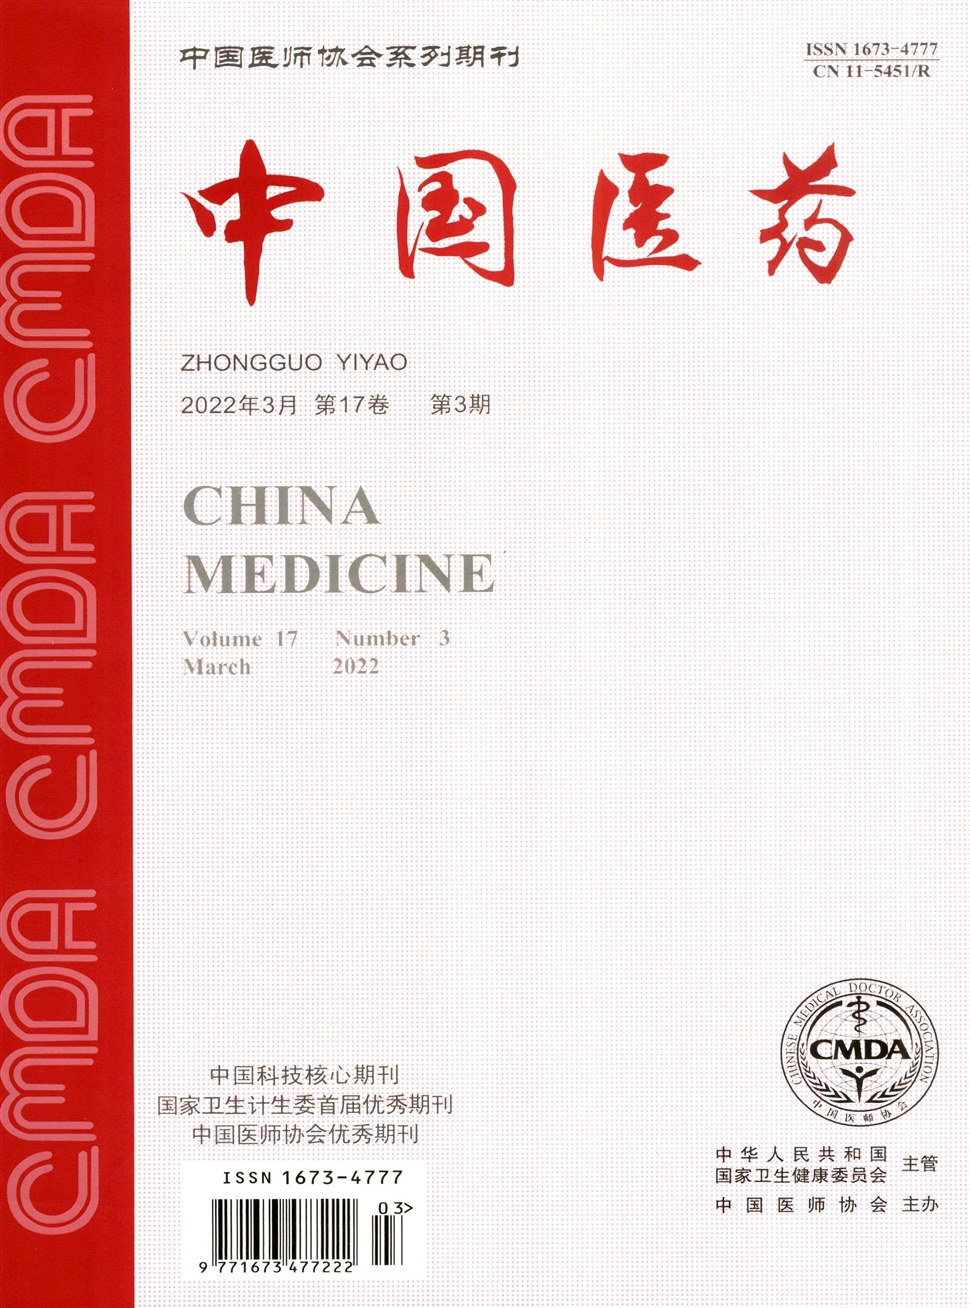 中国医师协会系列期刊
ISSN 1673-4777
CN 11-5451/R
中国医药
ZHONGGUO YIYAO
2022年3月 第17卷 第3期
CHINA
MEDICINE
Volume 17 Number 3
March 2022
CMDA CMDA CMDA
CHINESE MEDICAL DOCTOR ASSOCIATION
CMDA
中国医师协会
中国科技核心期刊
国家卫生计生委首届优秀期刊
中国医师协会优秀期刊
ISSN 1673-4777
03>
9 771673 477222
中华人民共和国
国家卫生健康委员会 主管
中国医师协会 主办